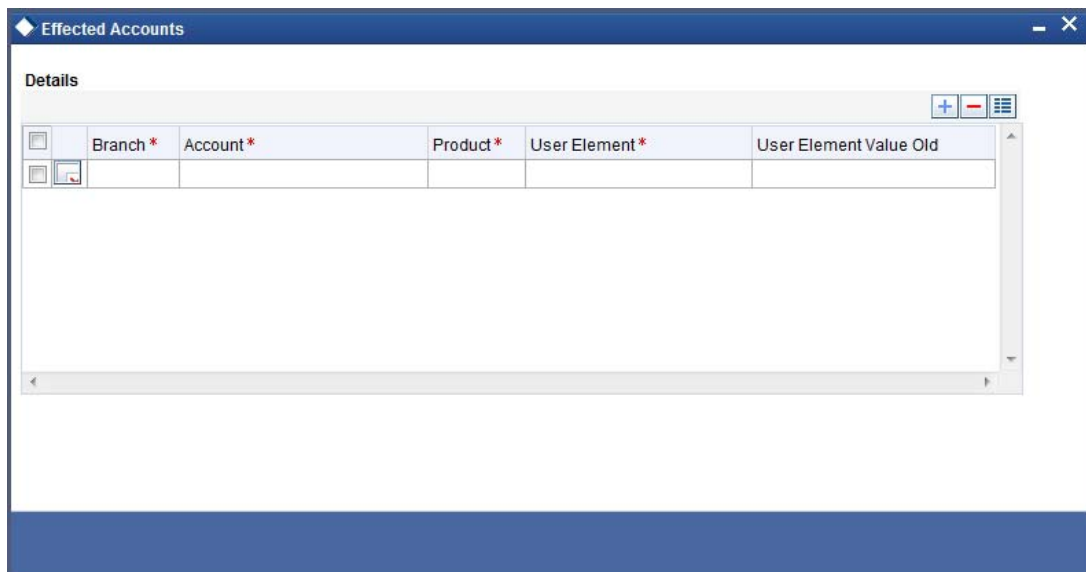 Effected Accounts
Details
Branch * Account * Product * User Element * User Element Value Old